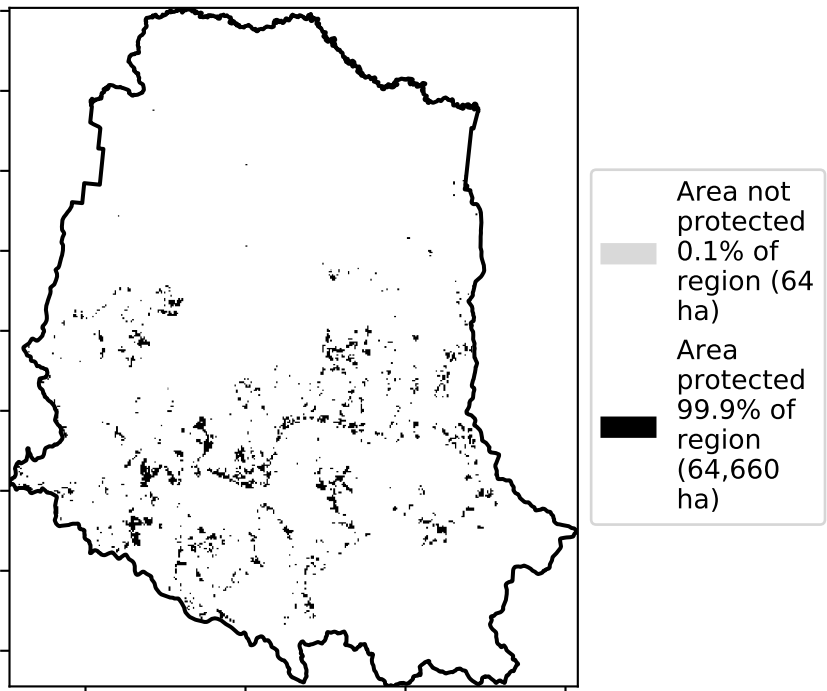 Area not
protected
0.1% of
region (64
ha)
Area
protected
99.9% of
region
(64,660
ha)